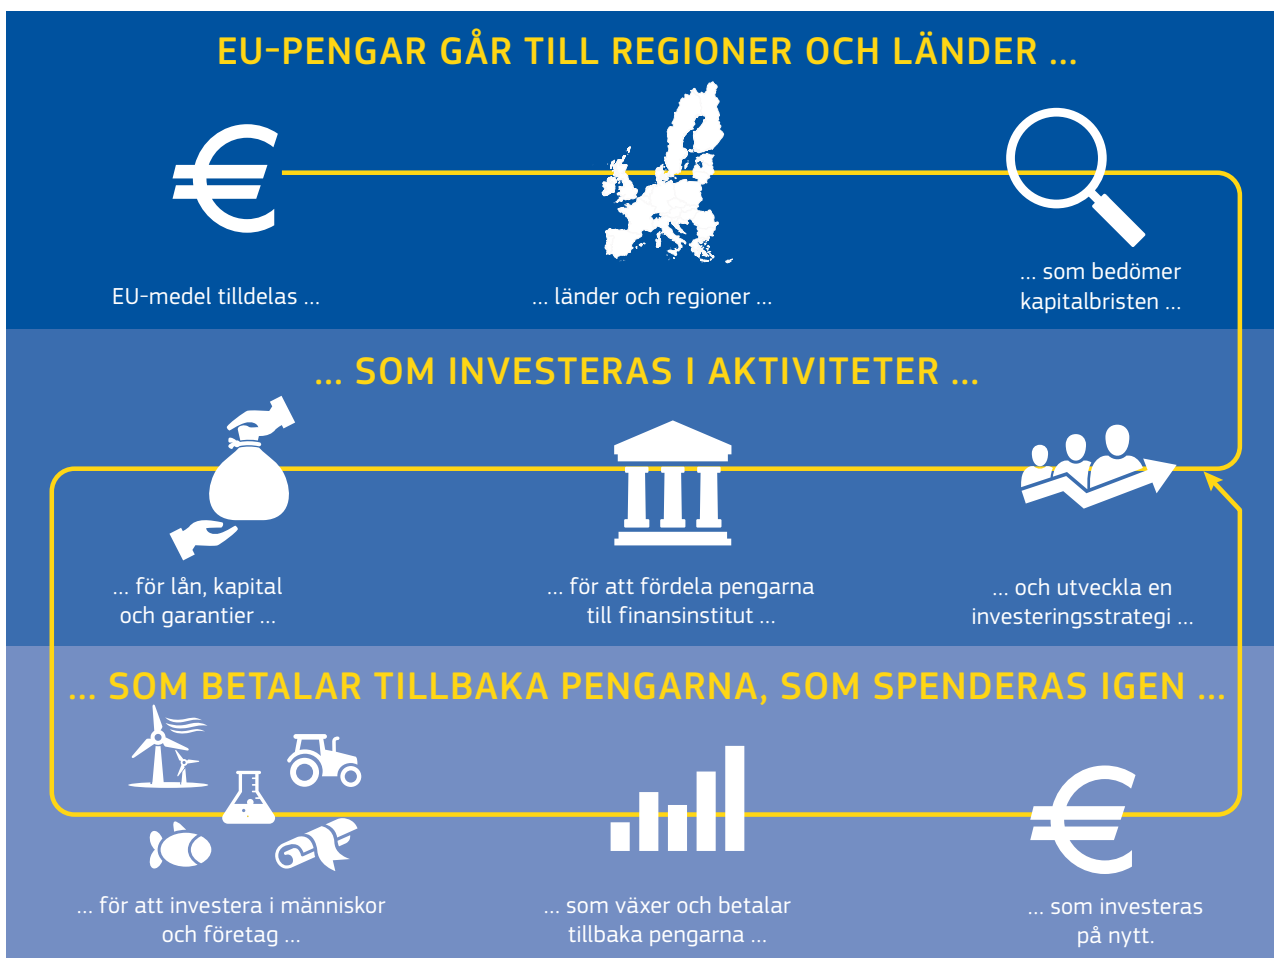 EU-PENGAR GÅR TILL REGIONER OCH LÄNDER ...
EU-medel tilldelas ...
... länder och regioner ...
... som bedömer
kapitalbristen ...
... SOM INVESTERAS I AKTIVITETER ...
... för lån, kapital
och garantier ...
... för att fördela pengarna
till finansinstitut ...
... och utveckla en
investeringsstrategi ...
... SOM BETALAR TILLBAKA PENGARNA, SOM SPENDERAS IGEN ...
... för att investera i människor
och företag ...
... som växer och betalar
tillbaka pengarna ...
... som investeras
på nytt.